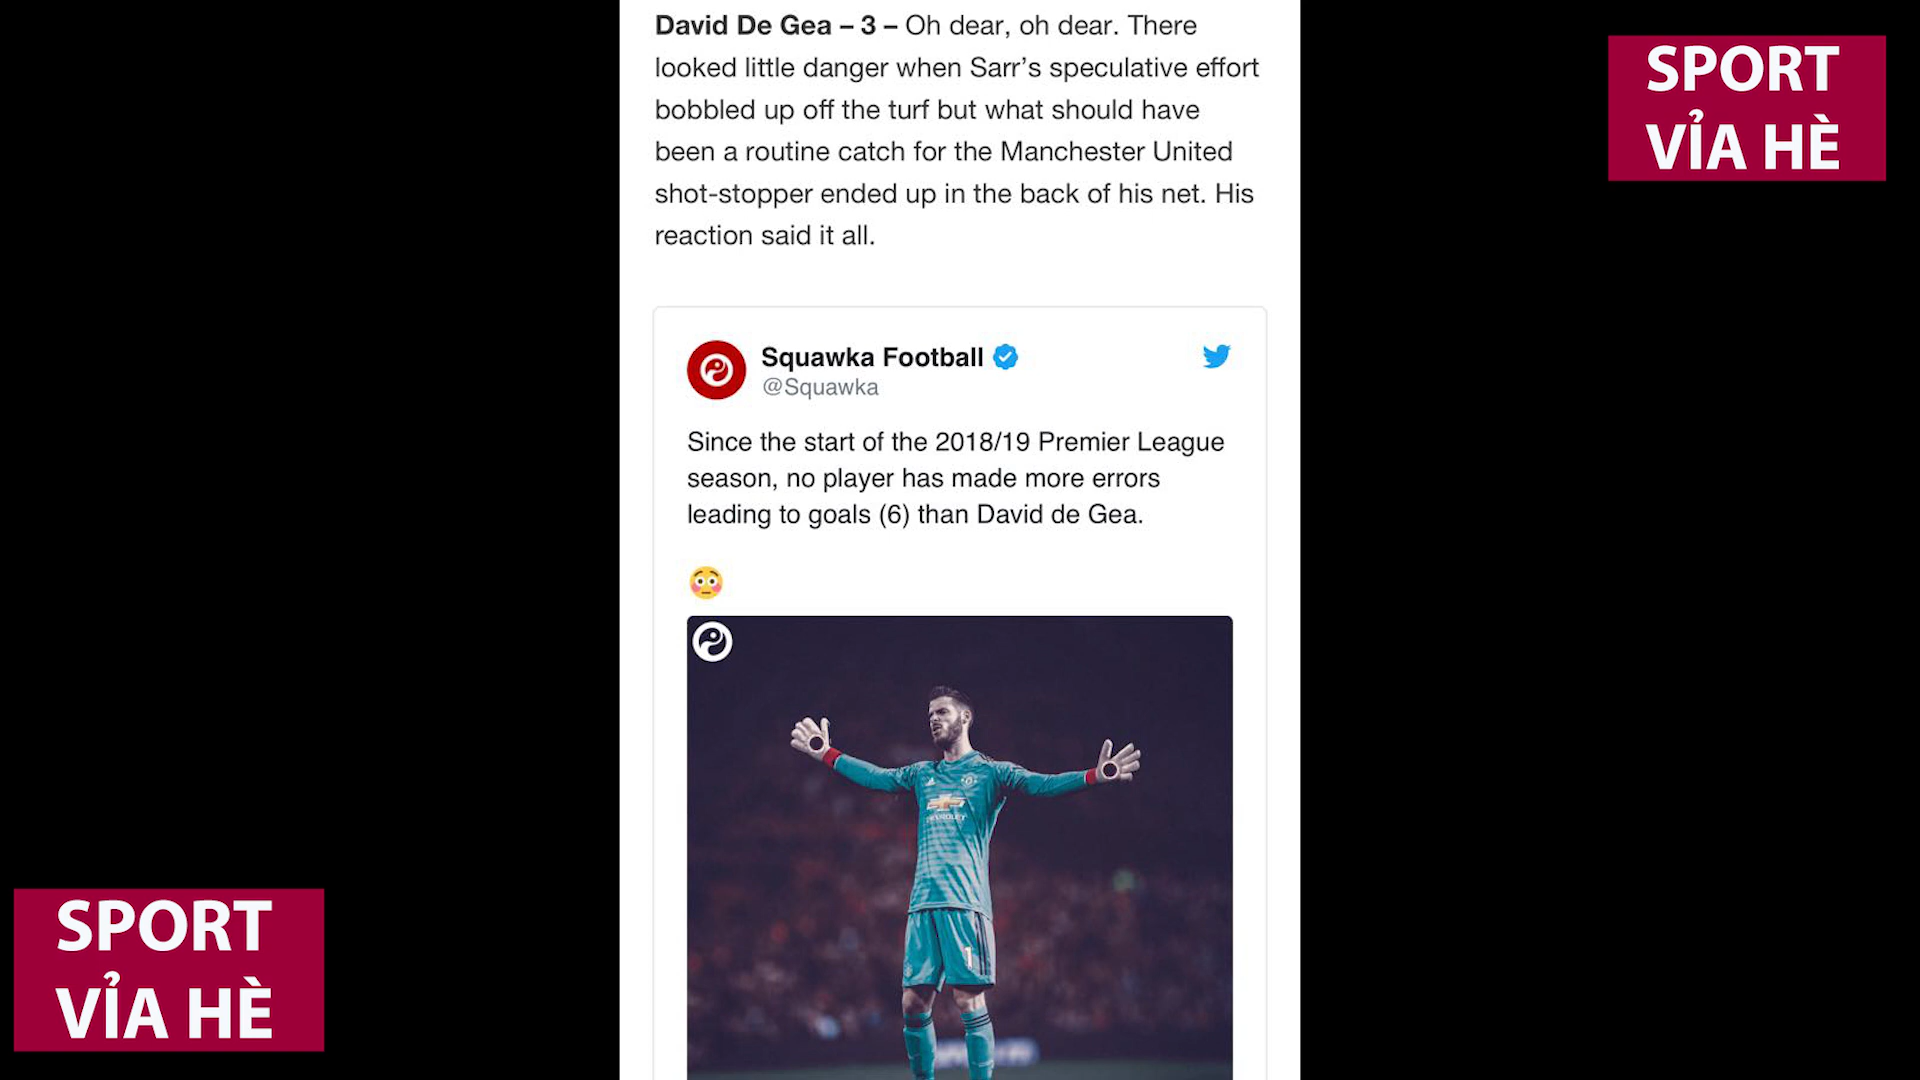 David De Gea – 3 – Oh dear, oh dear. There
looked little danger when Sarr’s speculative effort
bobbled up off the turf but what should have
been a routine catch for the Manchester United
shot-stopper ended up in the back of his net. His
reaction said it all.
SPORT
VỈA HÈ
Squawka Football
@Squawka
Since the start of the 2018/19 Premier League
season, no player has made more errors
leading to goals (6) than David de Gea.
😳
CHEVROLET
1
SPORT
VỈA HÈ